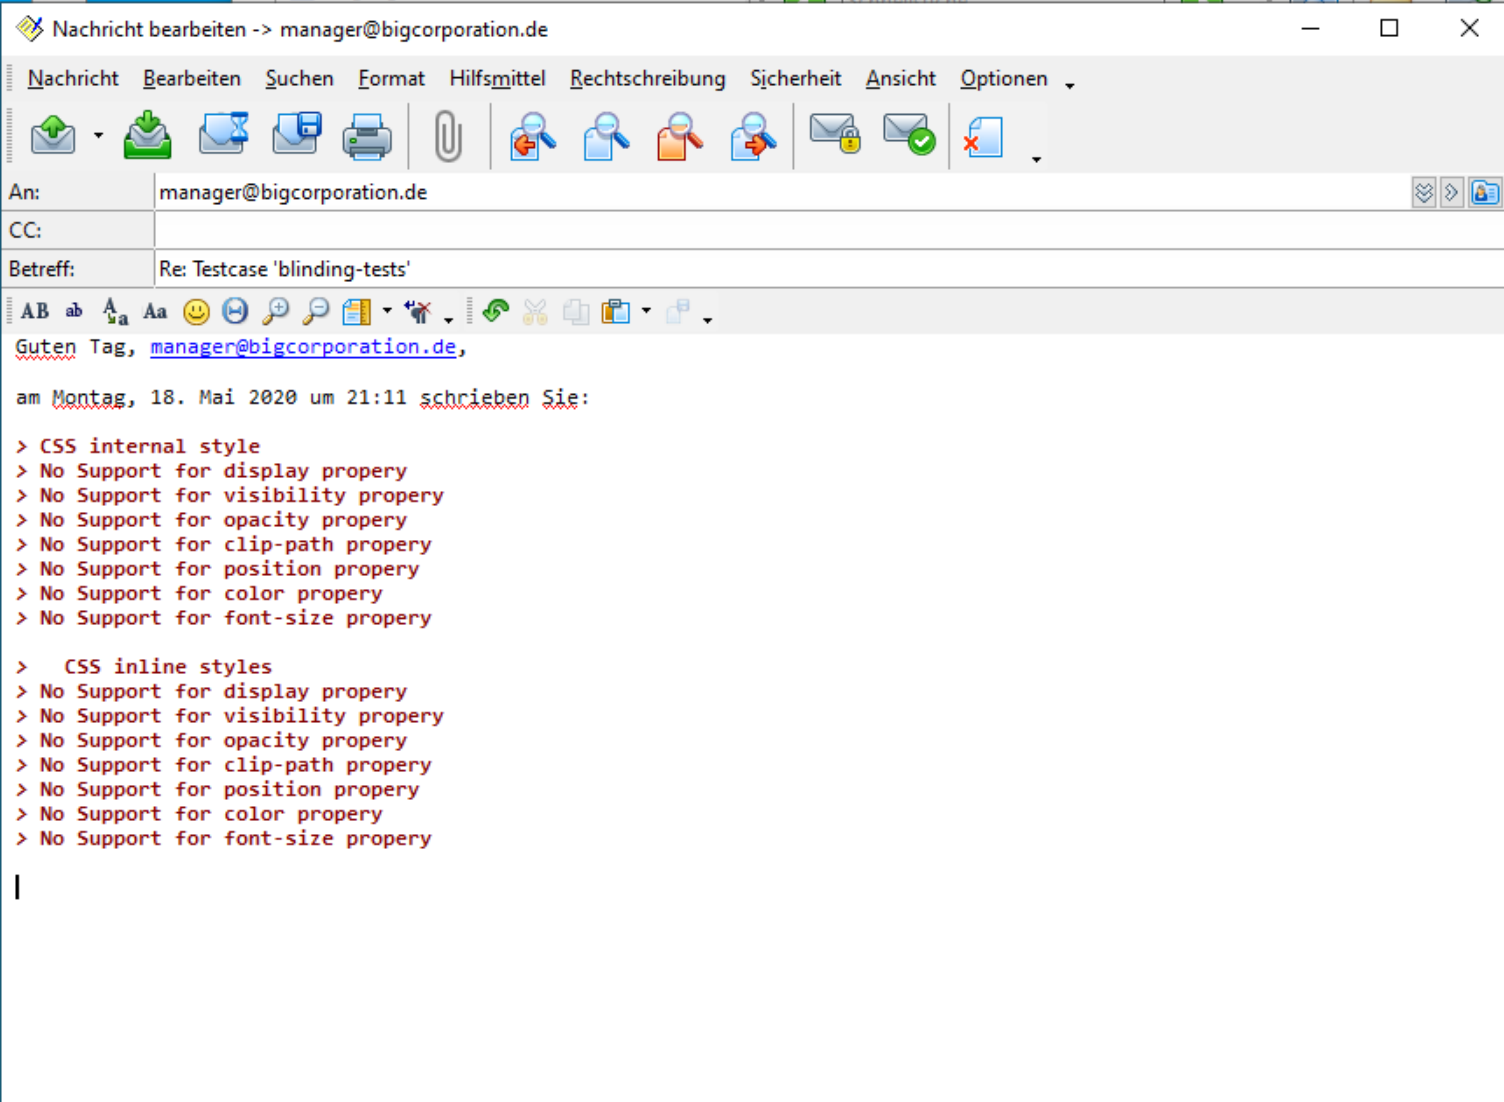 Nachricht bearbeiten -> manager@bigcorporation.de
Nachricht Bearbeiten Suchen Format Hilfsmittel Rechtschreibung Sicherheit Ansicht Optionen
An: manager@bigcorporation.de
CC:
Betreff: Re: Testcase 'blinding-tests'
AB ab Aa Aa
Guten Tag, manager@bigcorporation.de,
am Montag, 18. Mai 2020 um 21:11 schrieben Sie:
> CSS internal style
> No Support for display propery
> No Support for visibility propery
> No Support for opacity propery
> No Support for clip-path propery
> No Support for position propery
> No Support for color propery
> No Support for font-size propery
>   CSS inline styles
> No Support for display propery
> No Support for visibility propery
> No Support for opacity propery
> No Support for clip-path propery
> No Support for position propery
> No Support for color propery
> No Support for font-size propery